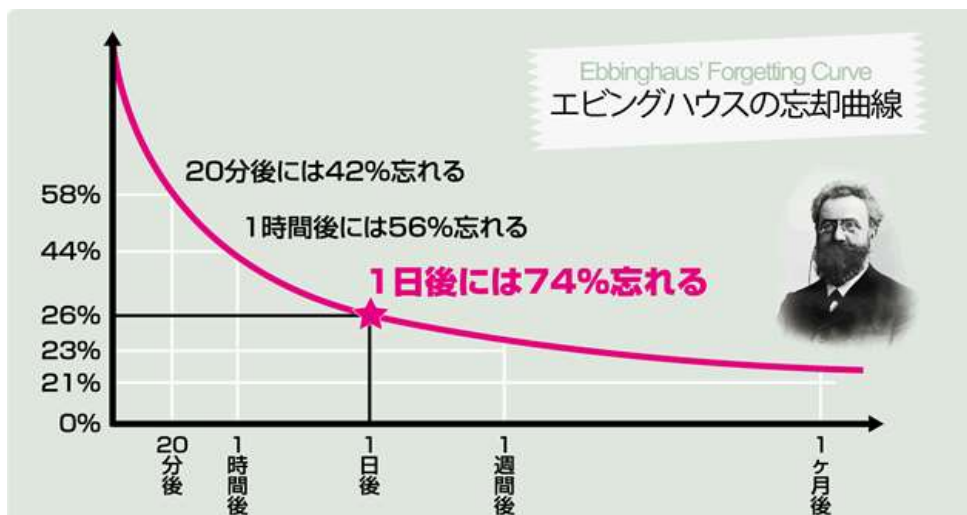 Ebbinghaus' Forgetting Curve
エビングハウスの忘却曲線
20分後には42%忘れる
1時間後には56%忘れる
1日後には74%忘れる
58%
44%
26%
23%
21%
0%
20分後
1時間後
1日後
1週間後
1ヶ月後